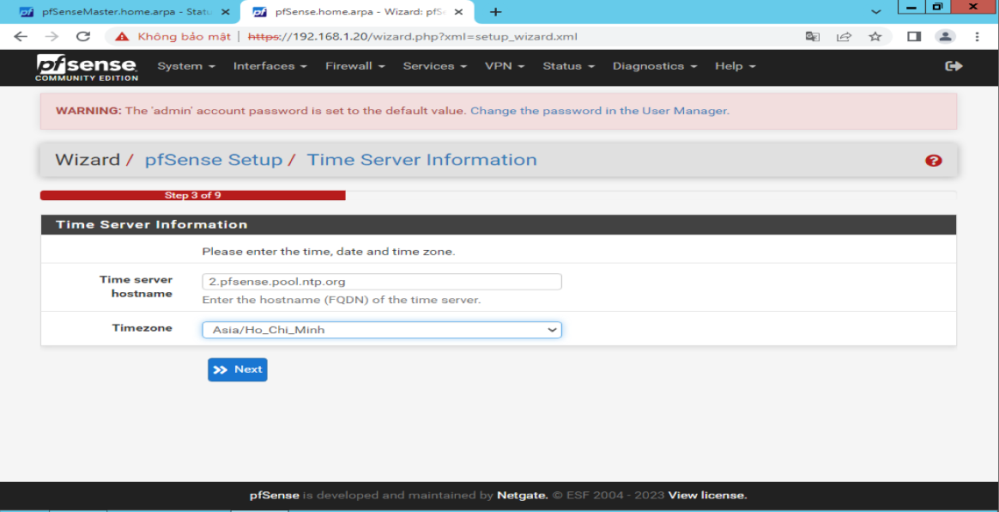 pfSenseMaster.home.arpa - Statu
pfSense.home.arpa - Wizard: pfSe
Không bảo mật | https://192.168.1.20/wizard.php?xml=setup_wizard.xml
pfsense
COMMUNITY EDITION
System Interfaces Firewall Services VPN Status Diagnostics Help
WARNING: The 'admin' account password is set to the default value. Change the password in the User Manager.
Wizard / pfSense Setup / Time Server Information
Step 3 of 9
Time Server Information
Please enter the time, date and time zone.
Time server
hostname
2.pfsense.pool.ntp.org
Enter the hostname (FQDN) of the time server.
Timezone
Asia/Ho_Chi_Minh
Next
pfSense is developed and maintained by Netgate. © ESF 2004 - 2023 View license.